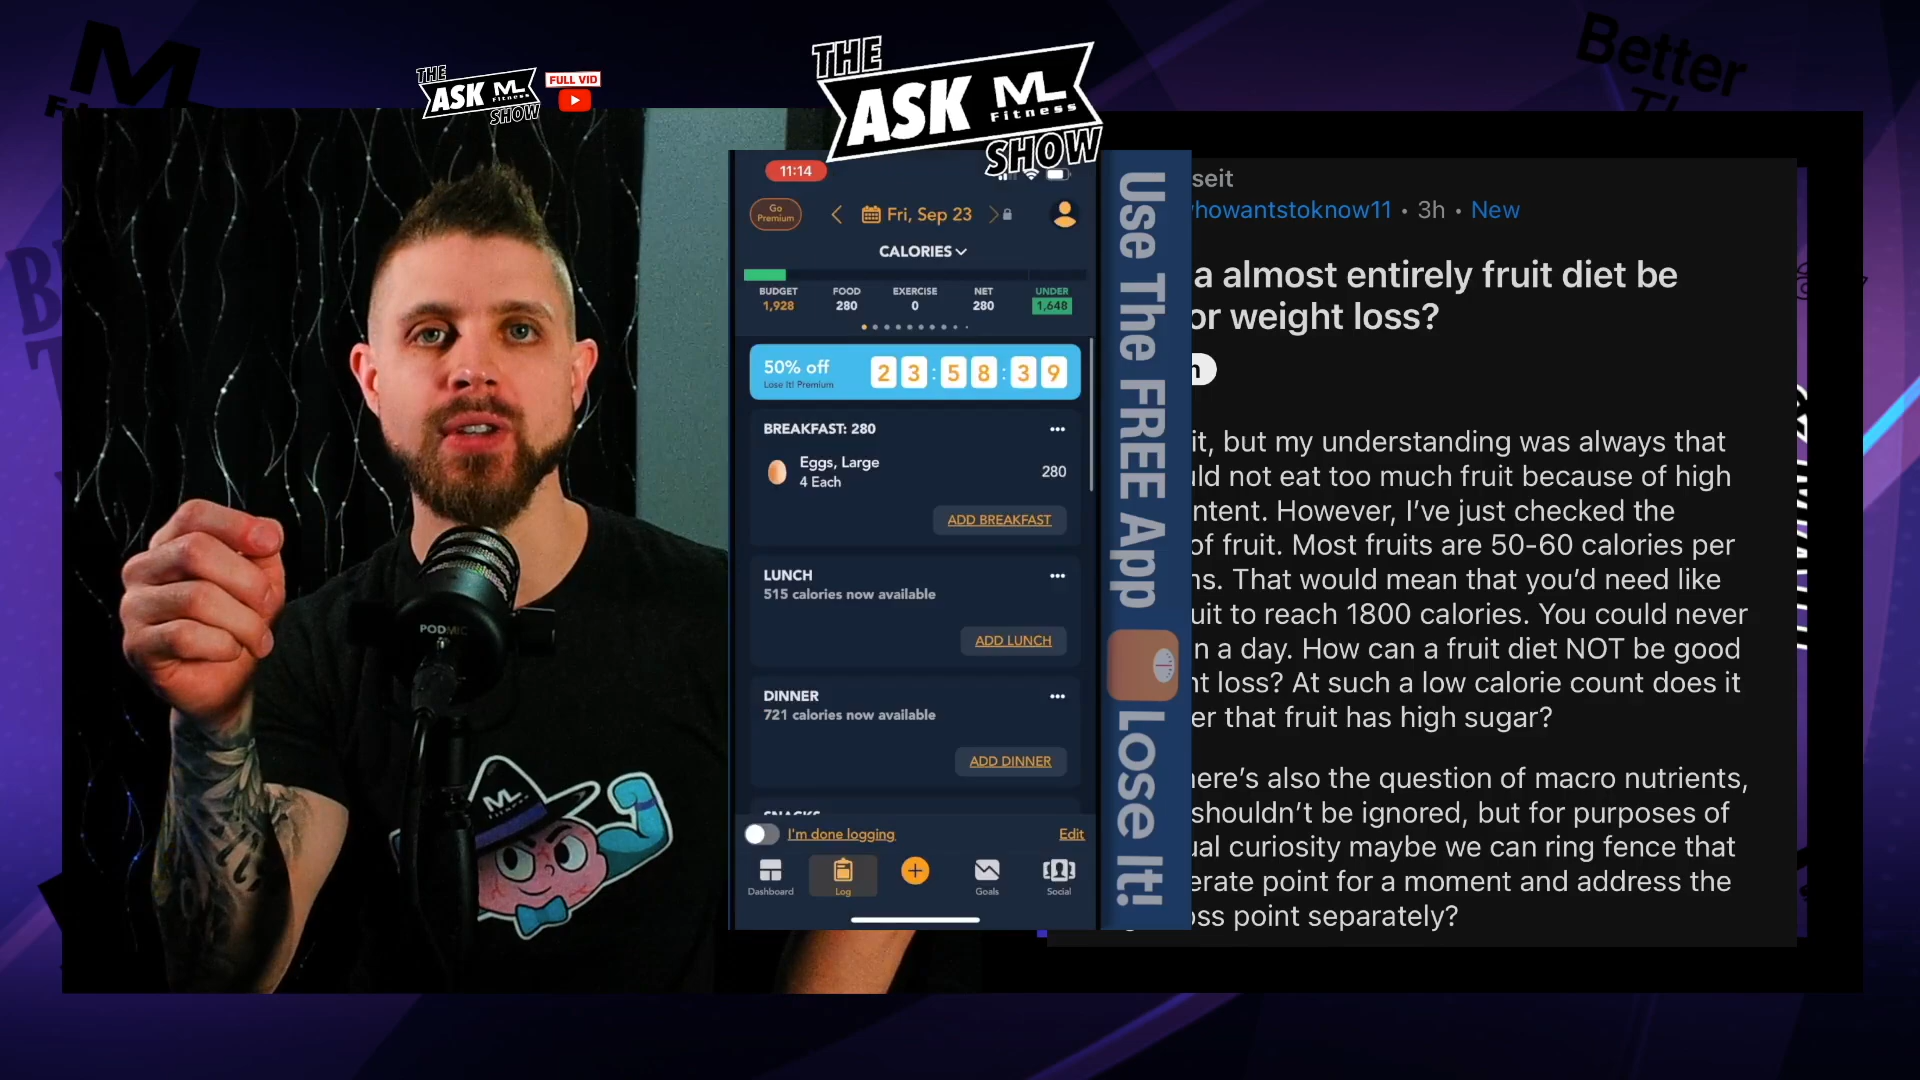 THE
ASK ML
Fitness
SHOW
FULL VID
THE
ASK ML
Fitness
SHOW
Better
11:14
Go
Premium
Fri, Sep 23
CALORIES
BUDGET FOOD EXERCISE NET UNDER
1,928 280 0 280 1,648
50% off
Lose It! Premium
23:58:39
BREAKFAST: 280
Eggs, Large
4 Each
280
ADD BREAKFAST
LUNCH
515 calories now available
ADD LUNCH
DINNER
721 calories now available
ADD DINNER
I'm done logging
Edit
Dashboard Log Goals Social
Use The FREE App Lose It!
seit
howantstoknow11 • 3h • New
a almost entirely fruit diet be
or weight loss?
it, but my understanding was always that
uld not eat too much fruit because of high
ntent. However, I've just checked the
of fruit. Most fruits are 50-60 calories per
ns. That would mean that you'd need like
uit to reach 1800 calories. You could never
n a day. How can a fruit diet NOT be good
nt loss? At such a low calorie count does it
er that fruit has high sugar?
ere's also the question of macro nutrients,
shouldn't be ignored, but for purposes of
ual curiosity maybe we can ring fence that
erate point for a moment and address the
oss point separately?
PODMIC
ML